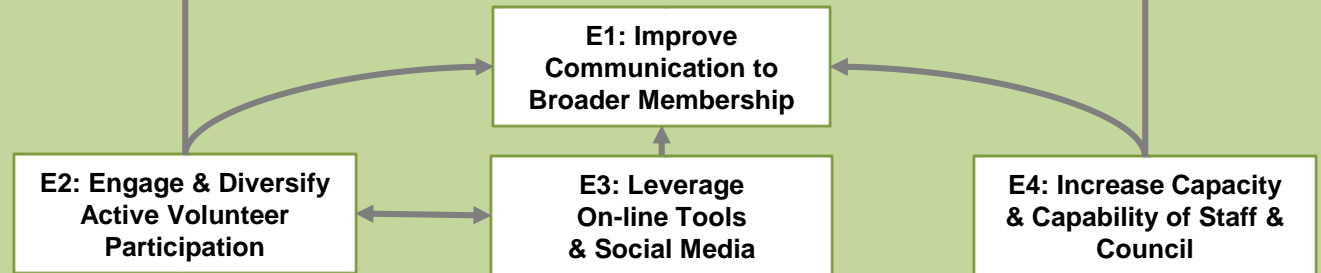 E1: Improve
Communication to
Broader Membership
E2: Engage & Diversify
Active Volunteer
Participation
E3: Leverage
On-line Tools
& Social Media
E4: Increase Capacity
& Capability of Staff &
Council